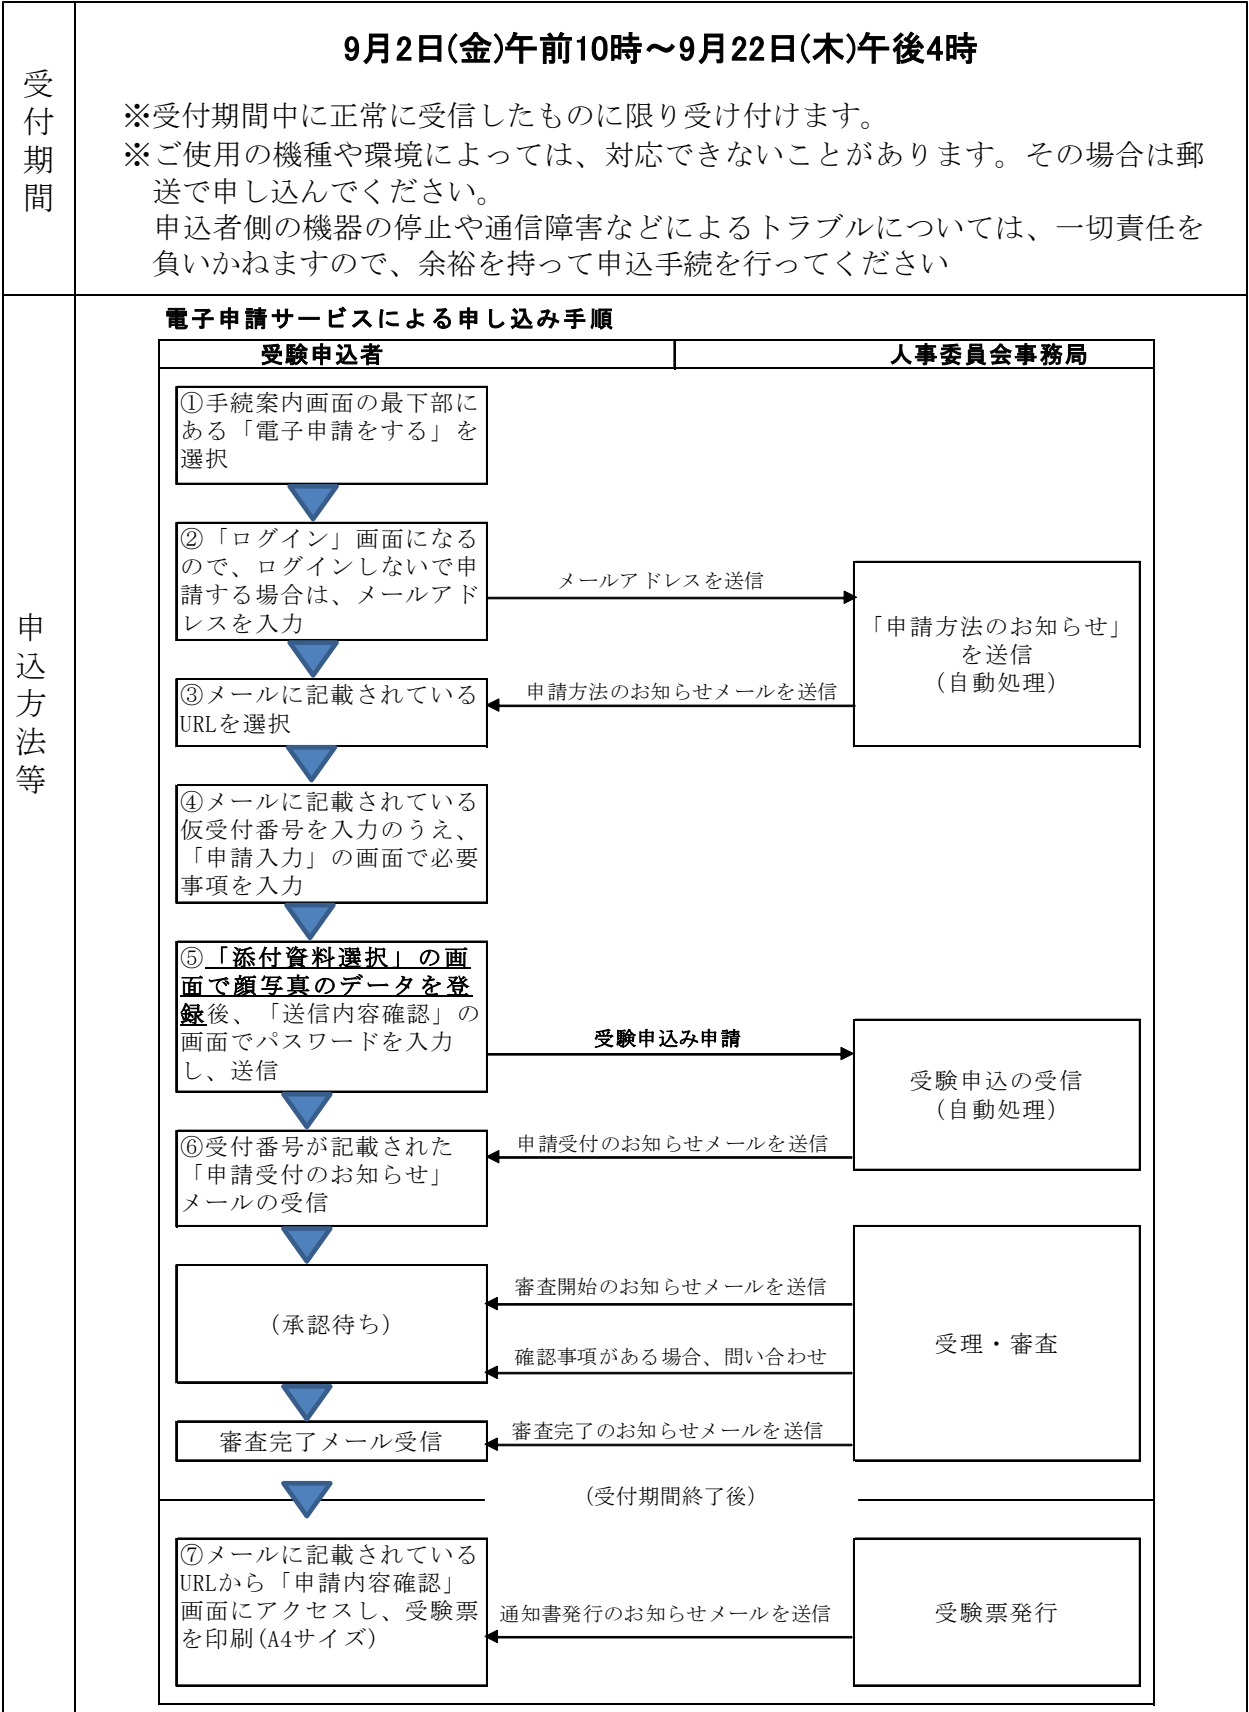 受付期間
9月2日(金)午前10時～9月22日(木)午後4時
※受付期間中に正常に受信したものに限り受け付けます。
※ご使用の機種や環境によっては、対応できないことがあります。その場合は郵
送で申し込んでください。
申込者側の機器の停止や通信障害などによるトラブルについては、一切責任を
負いかねますので、余裕を持って申込手続を行ってください
申込方法等
電子申請サービスによる申し込み手順
受験申込者
人事委員会事務局
①手続案内画面の最下部に
ある「電子申請をする」を
選択
②「ログイン」画面になる
ので、ログインしないで申
請する場合は、メールアド
レスを入力
メールアドレスを送信
「申請方法のお知らせ」
を送信
(自動処理)
申請方法のお知らせメールを送信
③メールに記載されている
URLを選択
④メールに記載されている
仮受付番号を入力のうえ、
「申請入力」の画面で必要
事項を入力
⑤「添付資料選択」の画
面で顔写真のデータを登
録後、「送信内容確認」の
画面でパスワードを入力
し、送信
受験申込み申請
受験申込の受信
(自動処理)
申請受付のお知らせメールを送信
⑥受付番号が記載された
「申請受付のお知らせ」
メールの受信
審査開始のお知らせメールを送信
(承認待ち)
受理・審査
確認事項がある場合、問い合わせ
審査完了のお知らせメールを送信
審査完了メール受信
(受付期間終了後)
⑦メールに記載されている
URLから「申請内容確認」
画面にアクセスし、受験票
を印刷(A4サイズ)
通知書発行のお知らせメールを送信
受験票発行